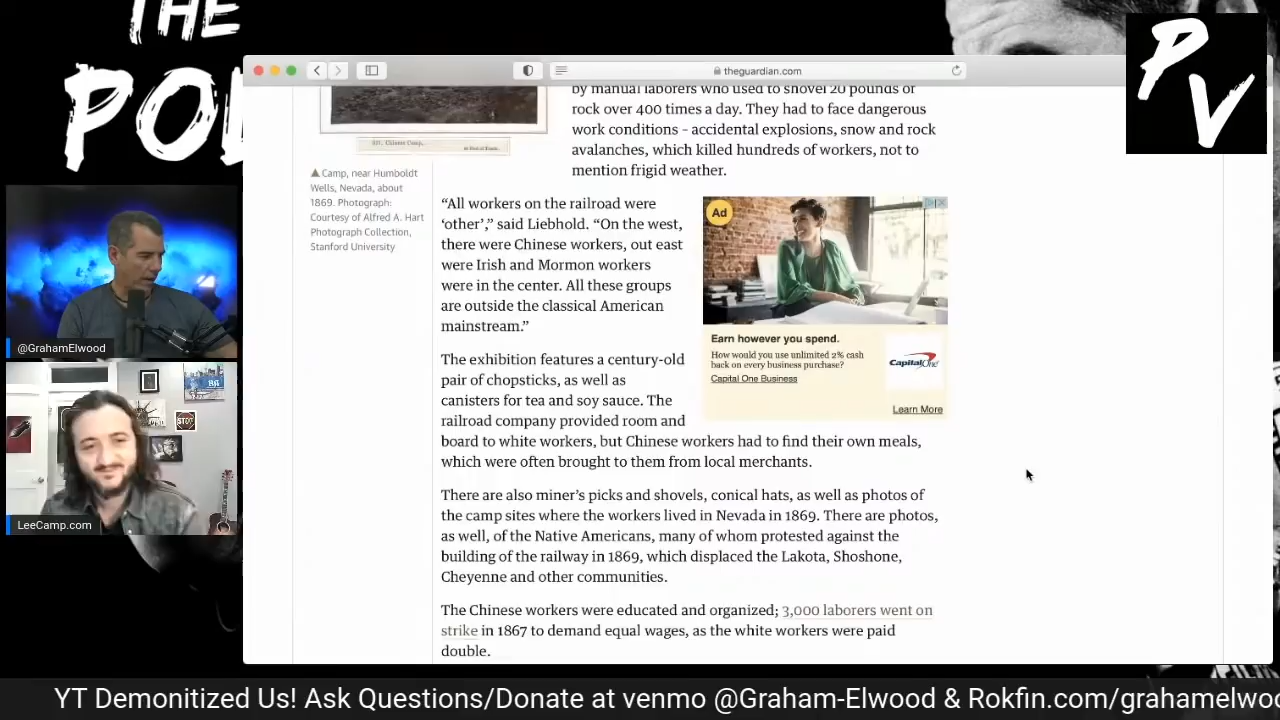 THE
PO
PV
theguardian.com
by manual laborers who used to shovel 20 pounds of
rock over 400 times a day. They had to face dangerous
work conditions – accidental explosions, snow and rock
avalanches, which killed hundreds of workers, not to
mention frigid weather.
Camp, near Humboldt
Wells, Nevada, about
1869. Photograph:
Courtesy of Alfred A. Hart
Photograph Collection,
Stanford University
“All workers on the railroad were
‘other’,” said Liebhold. “On the west,
there were Chinese workers, out east
were Irish and Mormon workers
were in the center. All these groups
are outside the classical American
mainstream.”
Ad
Earn however you spend.
How would you use unlimited 2% cash
back on every business purchase?
Capital One Business
Capital One
Learn More
The exhibition features a century-old
pair of chopsticks, as well as
canisters for tea and soy sauce. The
railroad company provided room and
board to white workers, but Chinese workers had to find their own meals,
which were often brought to them from local merchants.
There are also miner’s picks and shovels, conical hats, as well as photos of
the camp sites where the workers lived in Nevada in 1869. There are photos,
as well, of the Native Americans, many of whom protested against the
building of the railway in 1869, which displaced the Lakota, Shoshone,
Cheyenne and other communities.
The Chinese workers were educated and organized; 3,000 laborers went on
strike in 1867 to demand equal wages, as the white workers were paid
double.
@GrahamElwood
STOP
LeeCamp.com
YT Demonitized Us! Ask Questions/Donate at venmo @Graham-Elwood & Rokfin.com/grahamelwoo